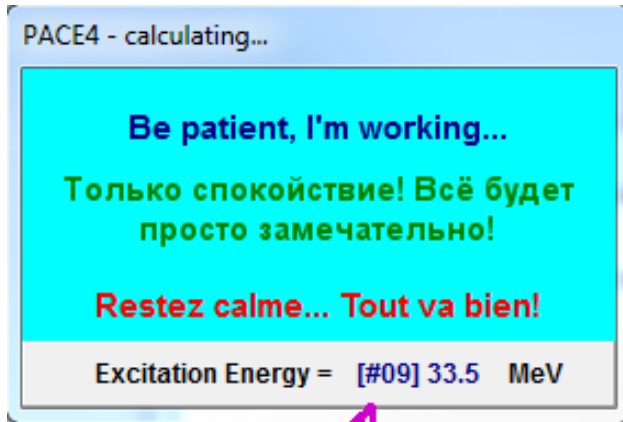 PACE4 - calculating...
Be patient, I'm working...
Только спокойствие! Всё будет
просто замечательно!
Restez calme... Tout va bien!
Excitation Energy = [#09] 33.5 MeV